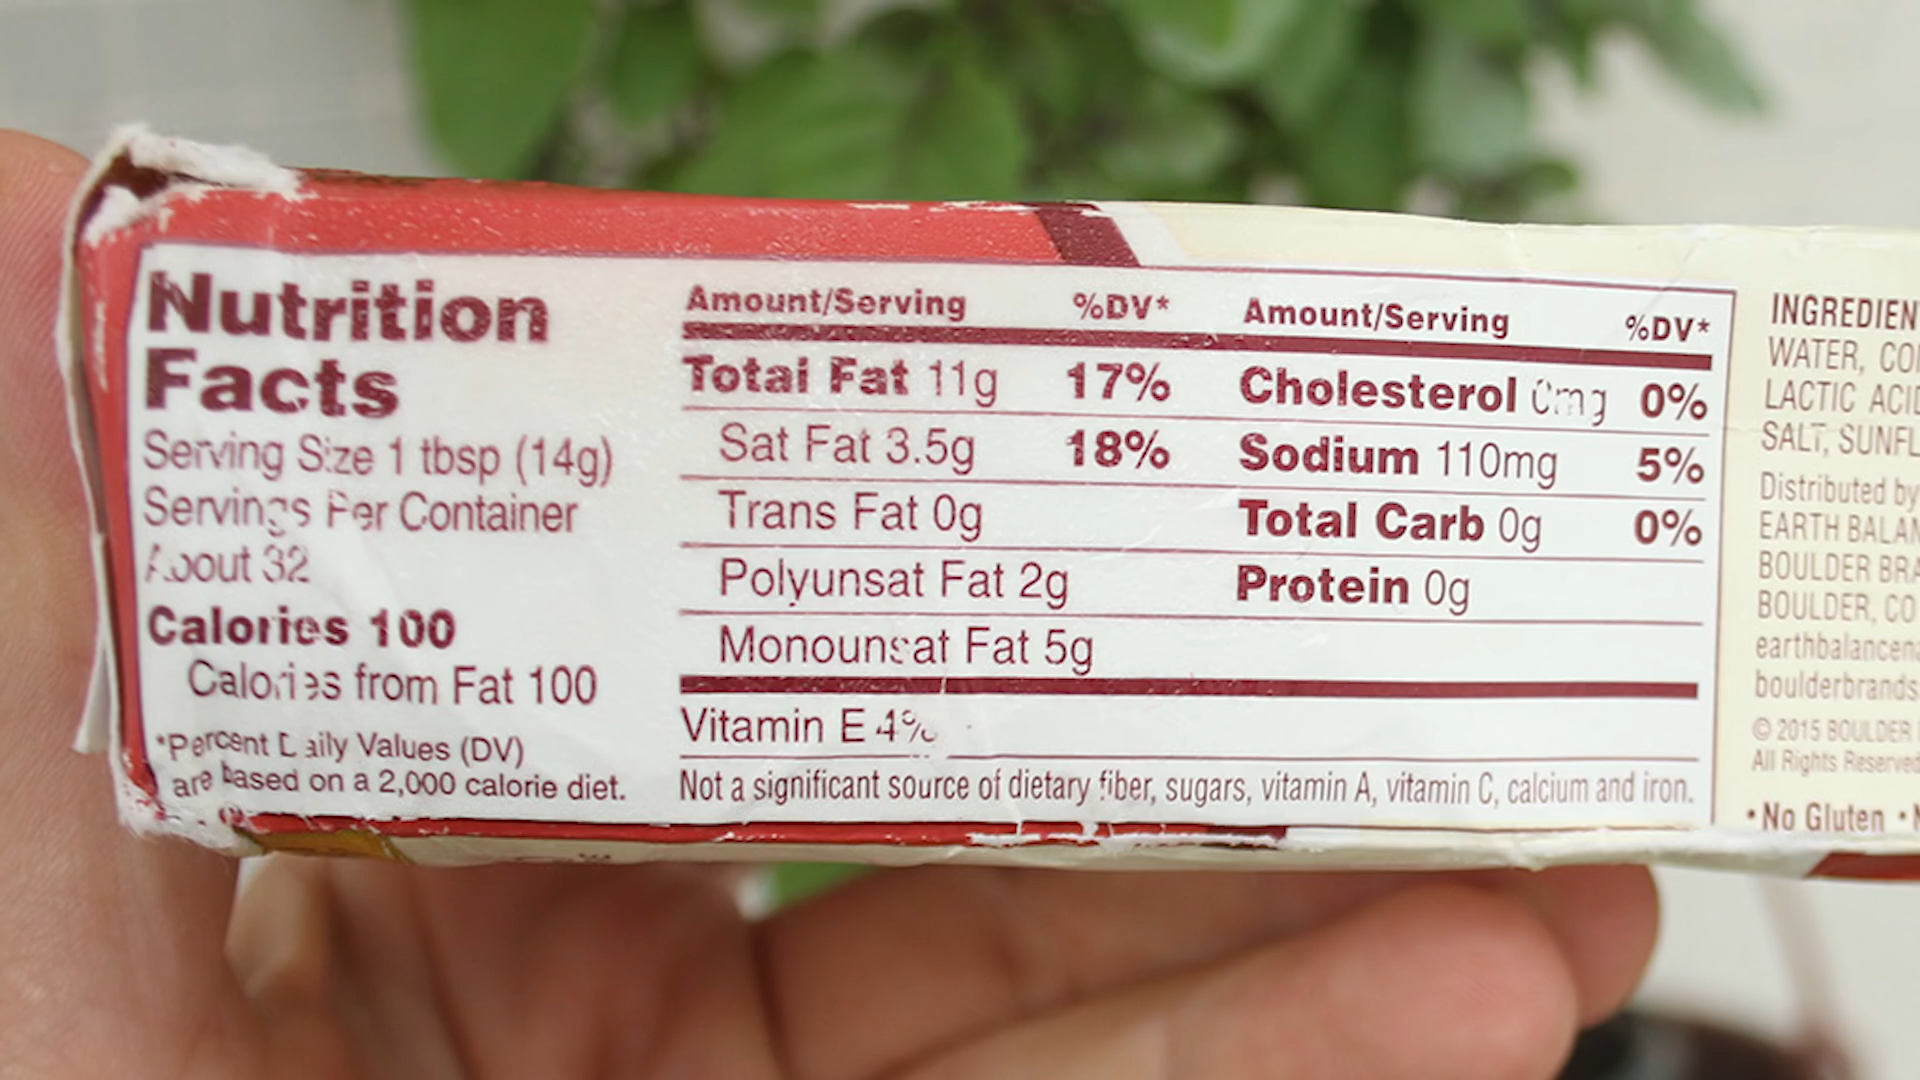 Nutrition
Facts
Serving Size 1 tbsp (14g)
Servings Per Container
About 32
Calories 100
Calories from Fat 100
*Percent Daily Values (DV)
are based on a 2,000 calorie diet.
Amount/Serving %DV*
Total Fat 11g 17%
Sat Fat 3.5g 18%
Trans Fat 0g
Polyunsat Fat 2g
Monounsat Fat 5g
Amount/Serving %DV*
Cholesterol 0mg 0%
Sodium 110mg 5%
Total Carb 0g 0%
Protein 0g
Vitamin E 4%
Not a significant source of dietary fiber, sugars, vitamin A, vitamin C, calcium and iron.
INGREDIEN
WATER,
LACTIC ACID
SALT, SUNFL
Distributed by
EARTH BALAN
BOULDER BRA
BOULDER, CO
earthbalancen
boulderbrands
© 2015 BOULDER
All Rights Reserved
• No Gluten •